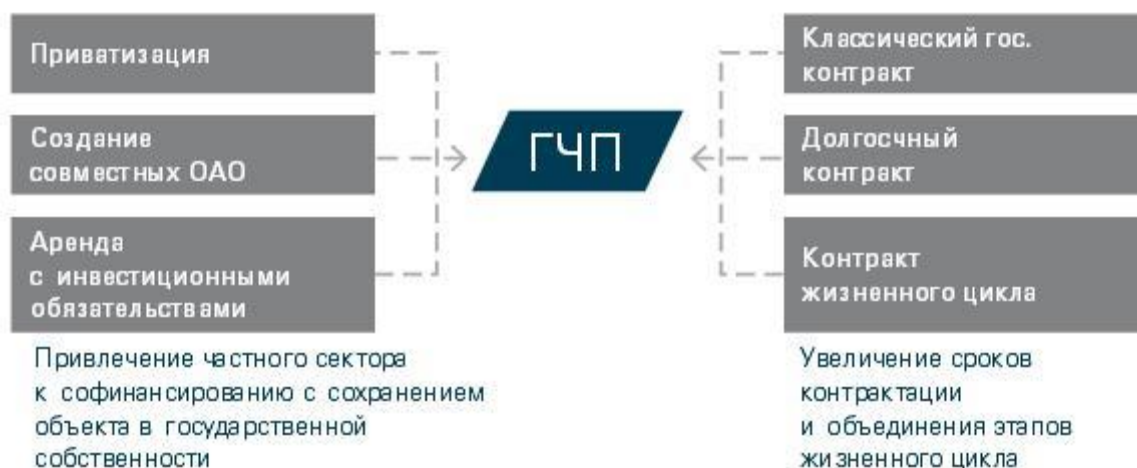 Приватизация
Создание
совместных ОАО
Аренда
с инвестиционными
обязательствами
Привлечение частного сектора
к софинансированию с сохранением
объекта в государственной
собственности
ГЧП
Классический гос.
контракт
Долгосчный
контракт
Контракт
жизненного цикла
Увеличение сроков
контрактации
и объединения этапов
жизненного цикла